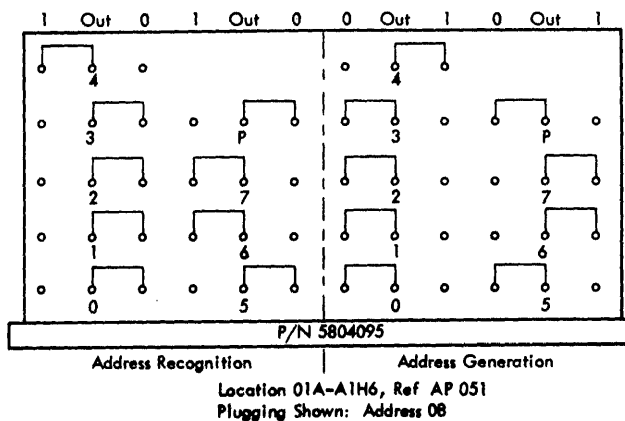 1 Out 0 1 Out 0 0 Out 1 0 Out 1
4 4
3 P 3 P
2 7 2 7
1 6 1 6
0 5 0 5
P/N 5804095
Address Recognition Address Generation
Location 01A-A1H6, Ref AP 051
Plugging Shown: Address 08